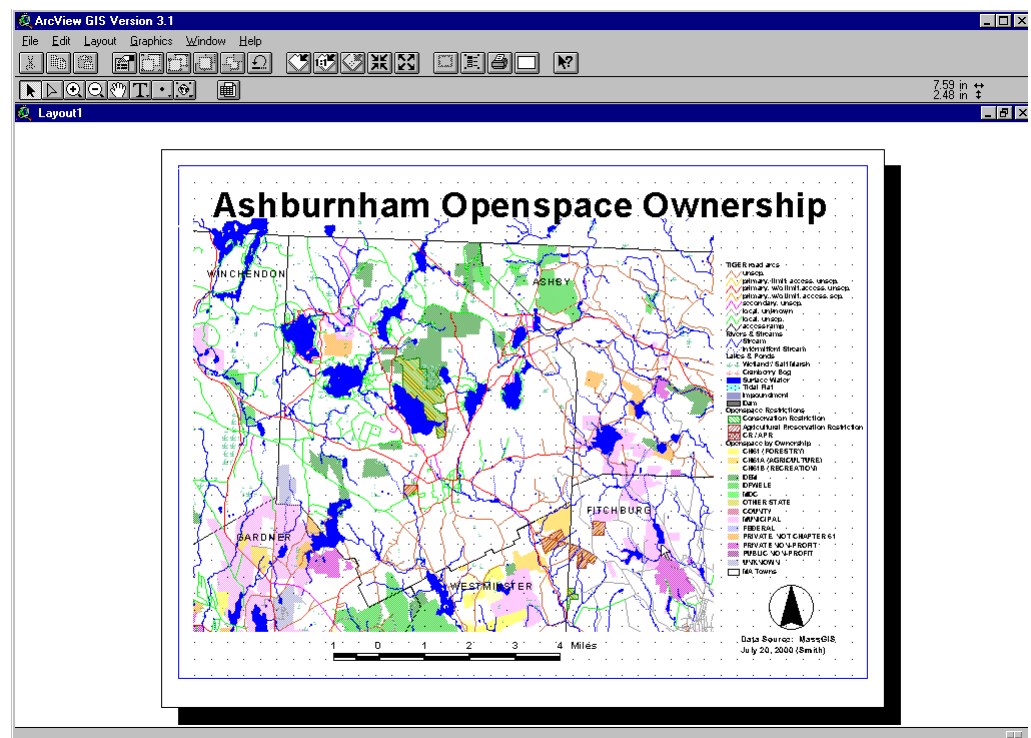 ArcView GIS Version 3.1
File Edit Layout Graphics Window Help
7.59 in
2.48 in
Layout1
Ashburnham Openspace Ownership
WINCHENDON
ASHBY
FITCHBURG
GARDNER
WESTMINSTER
TIGER road arcs
unsep.
primary. limit access. unsep.
primary. w/o limit. access. unsep.
primary. w/o limit. access. sep.
secondary. unsep.
local. unknown
local. unsep.
access ramp
Rivers & Streams
Stream
Intermittent Stream
Lakes & Ponds
Wetland / Salt Marsh
Cranberry Bog
Surface Water
Tidal Flat
Impoundment
Dam
Openspace Restrictions
Conservation Restriction
Agricultural Preservation Restriction
CR / APR
Openspace by Ownership
CH61 (FORESTRY)
CH61A (AGRICULTURE)
CH61B (RECREATION)
DEM
DFWELE
MDC
OTHER STATE
COUNTY
MUNICIPAL
FEDERAL
PRIVATE. NOT CHAPTER 61
PRIVATE NON-PROFIT
PUBLIC NON-PROFIT
UNKNOWN
MA Towns
1 0 1 2 3 4 Miles
Data Source: MassGIS,
July 20, 2000 (Smith)